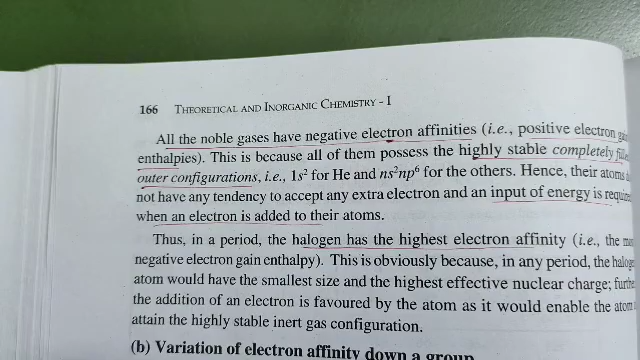 166 THEORETICAL AND INORGANIC CHEMISTRY - I
All the noble gases have negative electron affinities (i.e., positive electron
enthalpies). This is because all of them possess the highly stable completely
outer configurations, i.e., 1s² for He and ns²np⁶ for the others. Hence, their atoms
not have any tendency to accept any extra electron and an input of energy is
when an electron is added to their atoms.
Thus, in a period, the halogen has the highest electron affinity (i.e., the
negative electron gain enthalpy). This is obviously because, in any period, the
atom would have the smallest size and the highest effective nuclear charge;
the addition of an electron is favoured by the atom as it would enable the atom
attain the highly stable inert gas configuration.
(b) Variation of electron affinity down a group